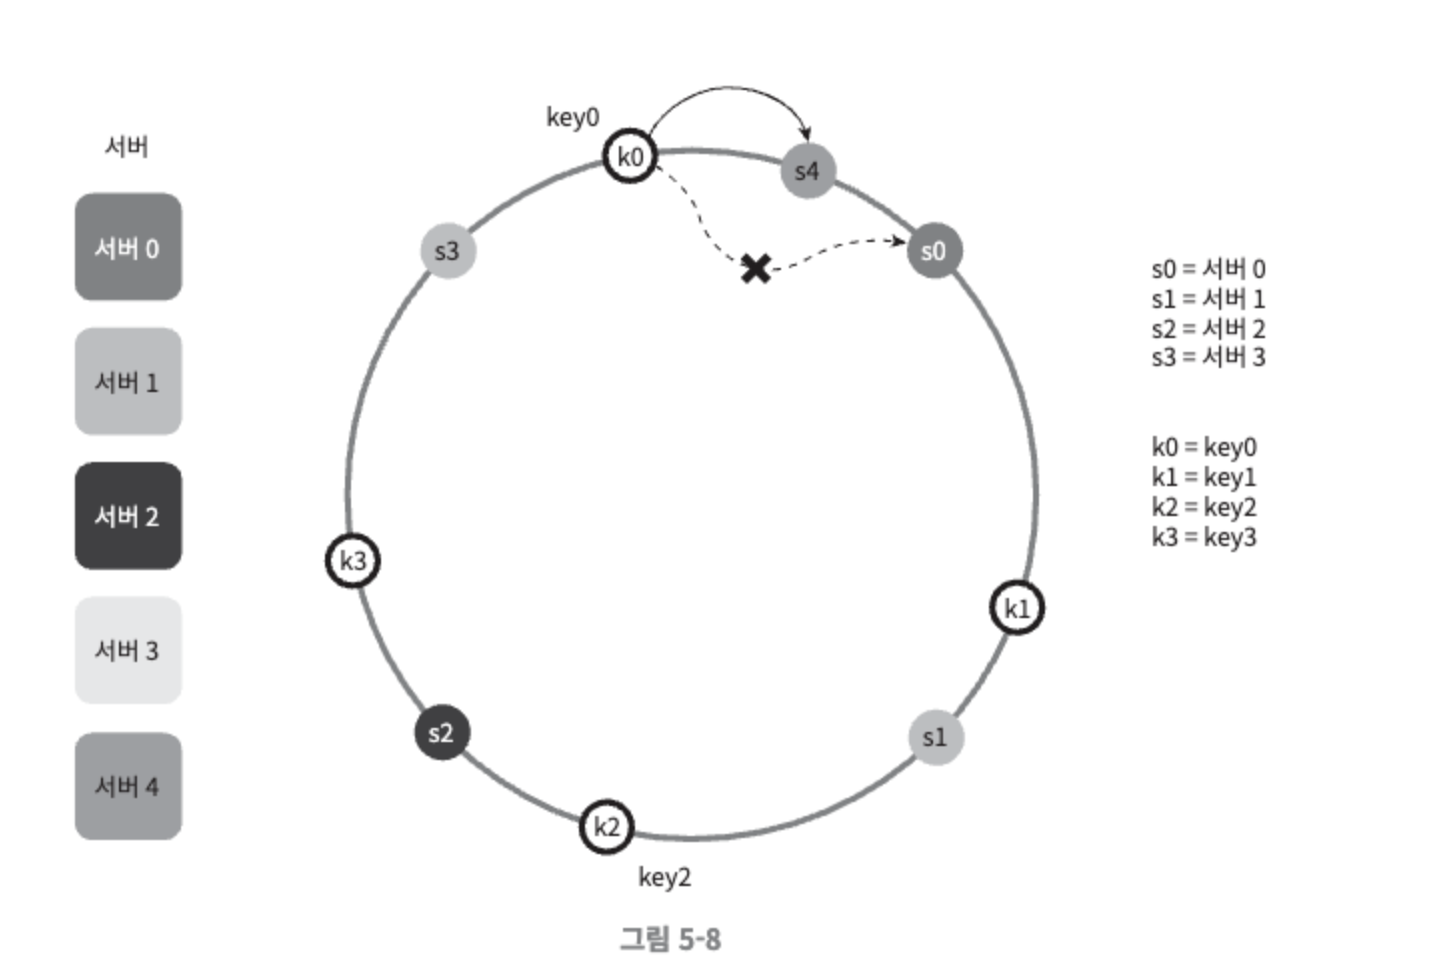 서버
서버 0
서버 1
서버 2
서버 3
서버 4
key0
k0
s4
s3
s0
k3
k1
s2
s1
k2
key2
s0 = 서버 0
s1 = 서버 1
s2 = 서버 2
s3 = 서버 3
k0 = key0
k1 = key1
k2 = key2
k3 = key3
그림 5-8